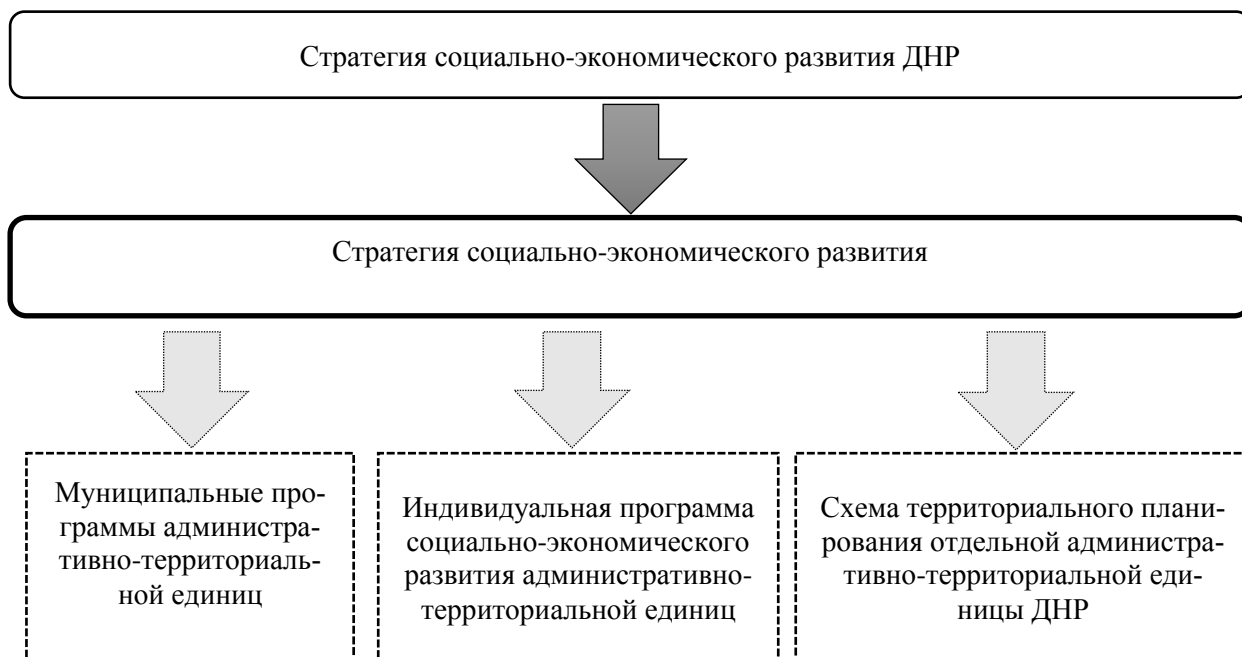 Стратегия социально-экономического развития ДНР
Стратегия социально-экономического развития
Муниципальные про-
граммы администра-
тивно-территориаль-
ной единиц
Индивидуальная программа
социально-экономического
развития административно-
территориальной единиц
Схема территориального плани-
рования отдельной администра-
тивно-территориальной еди-
ницы ДНР